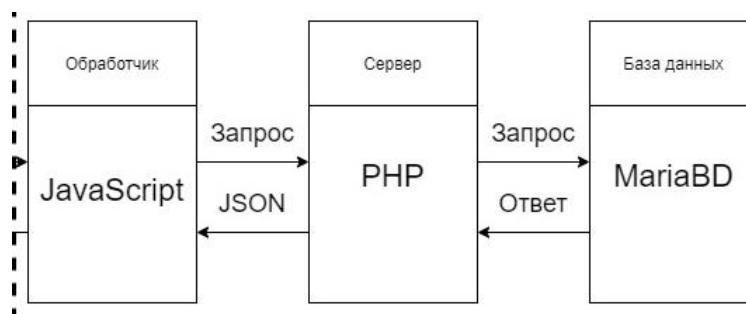 Обработчик
Сервер
База данных
Запрос
Запрос
JavaScript
PHP
MariaBD
JSON
Ответ